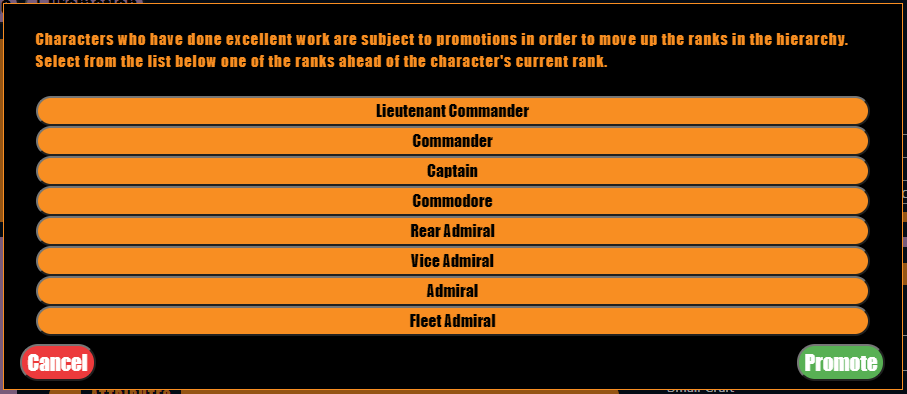 Characters who have done excellent work are subject to promotions in order to move up the ranks in the hierarchy.
Select from the list below one of the ranks ahead of the character's current rank.
Lieutenant Commander
Commander
Captain
Commodore
Rear Admiral
Vice Admiral
Admiral
Fleet Admiral
Cancel
Promote